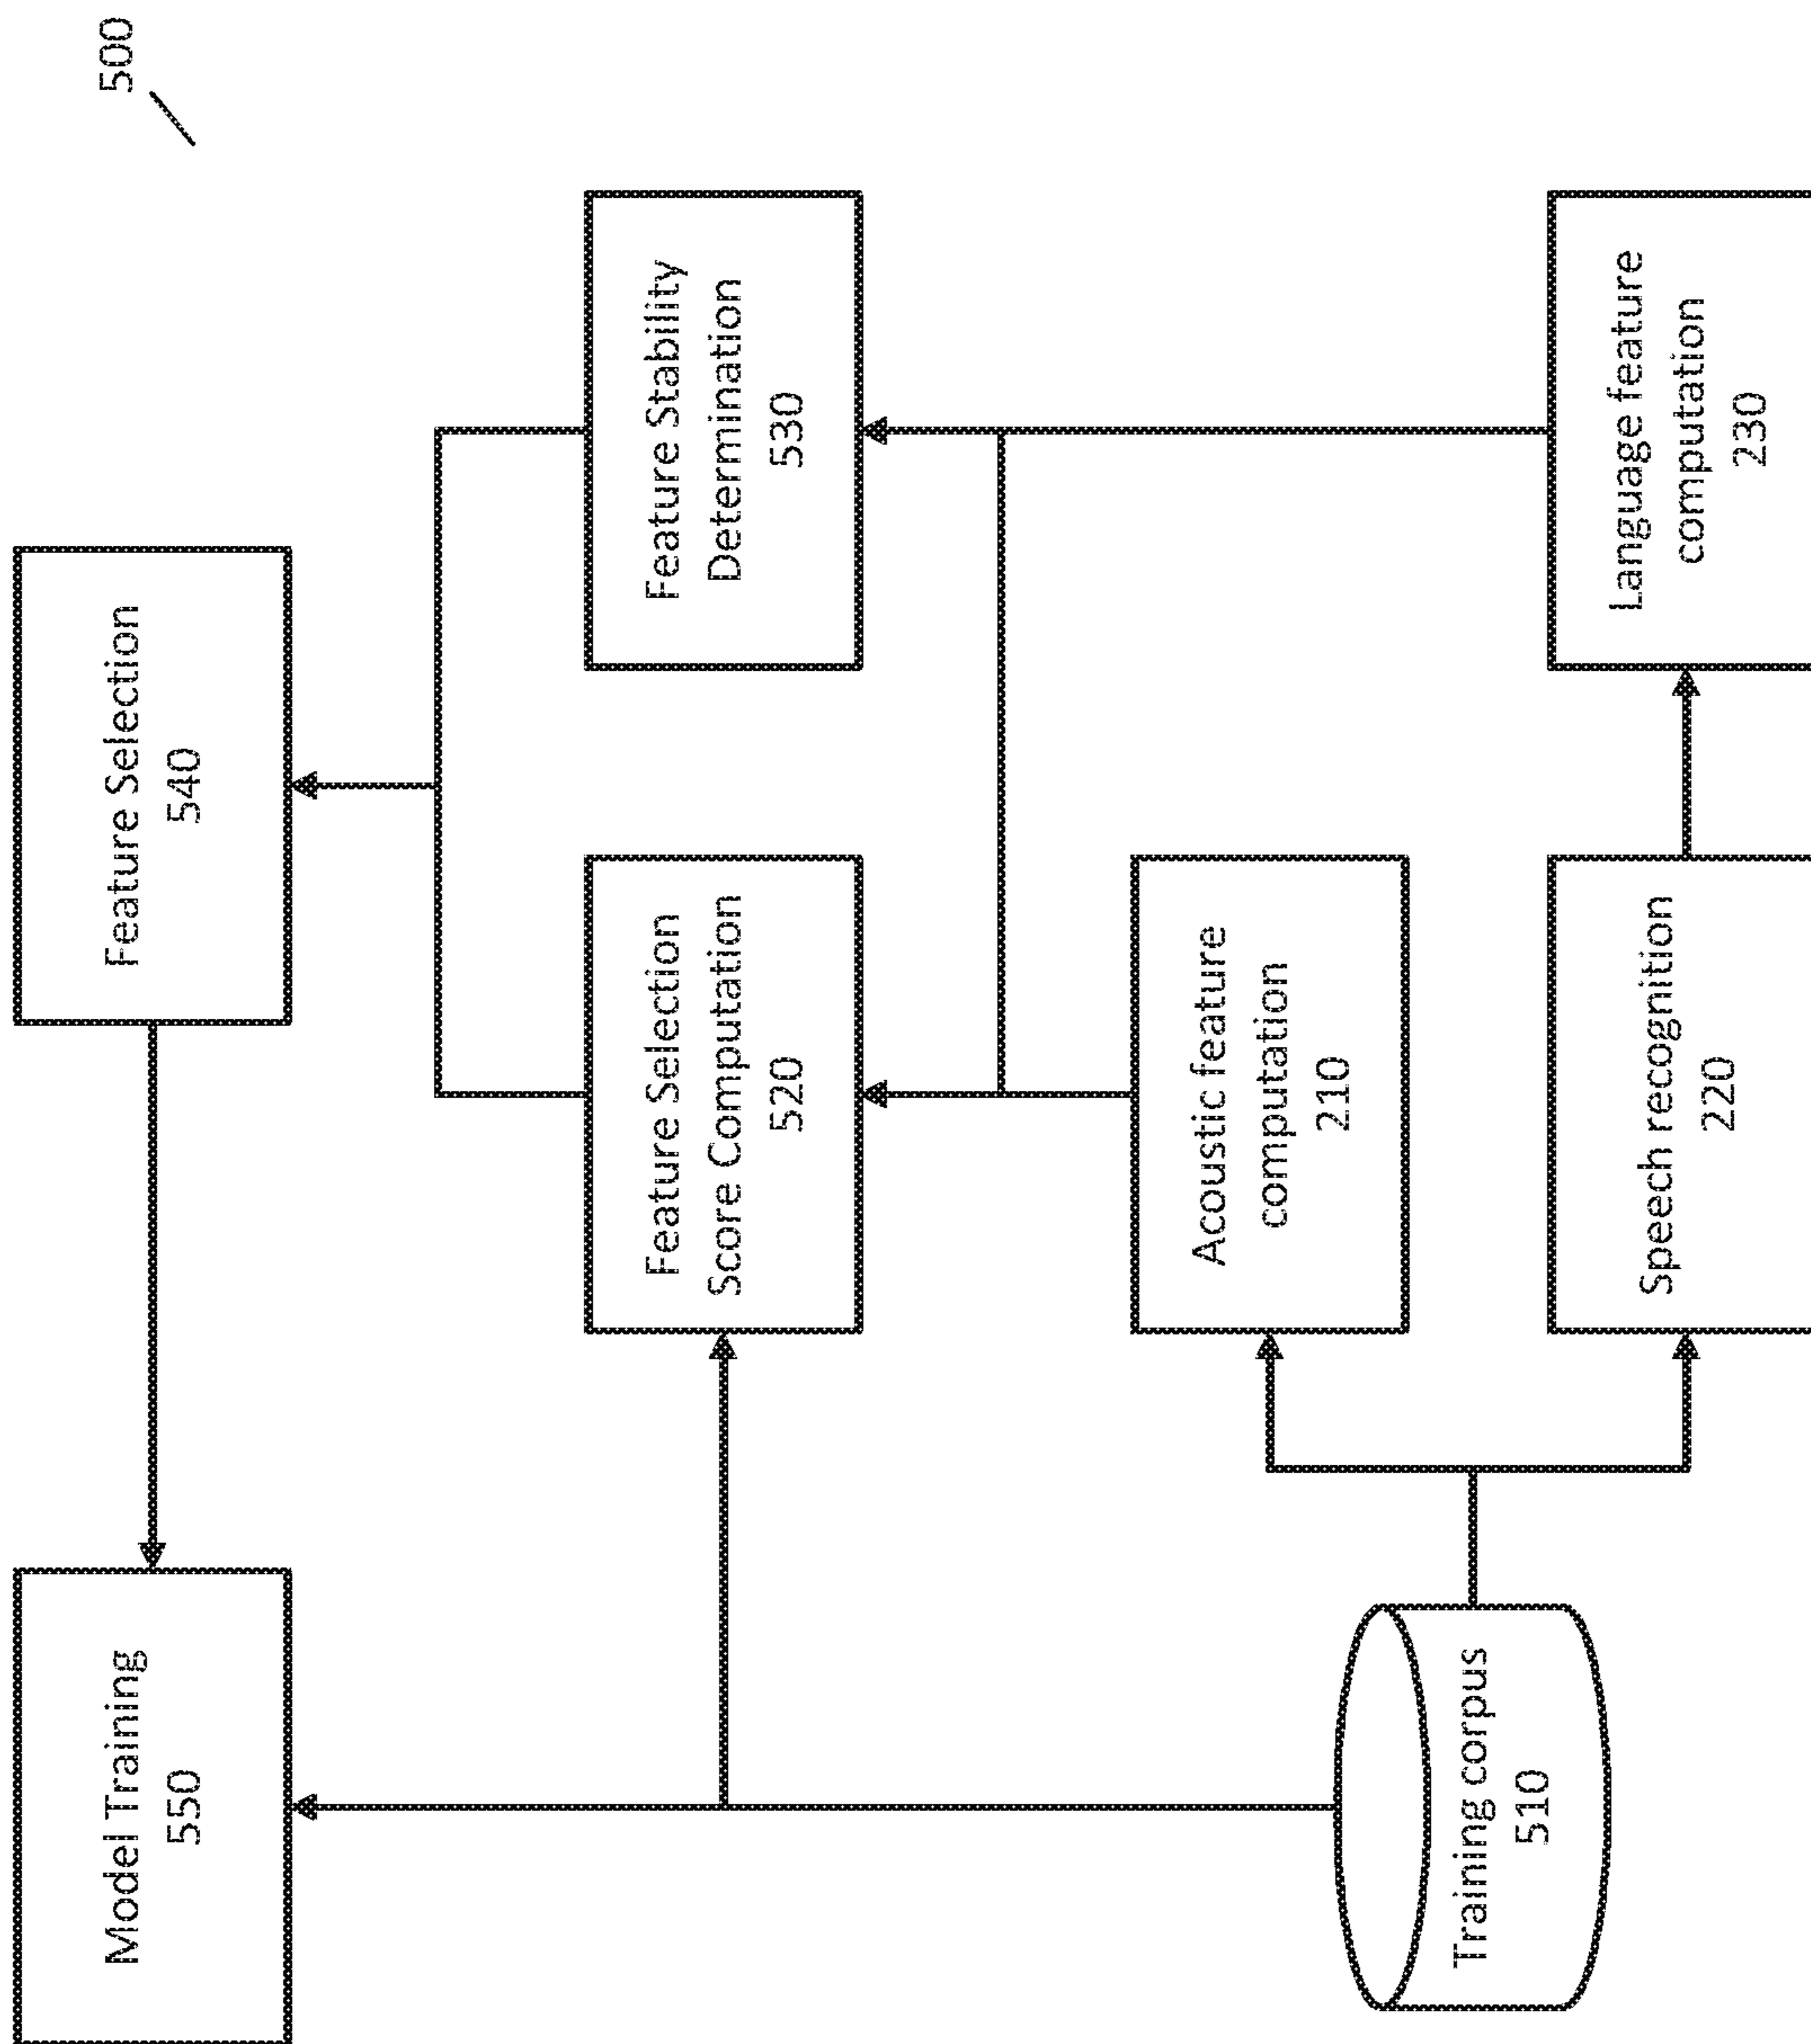 500
Model Training
550
Feature Selection
540
Feature Selection
Score Computation
520
Feature Stability
Determination
530
Training corpus
510
Acoustic feature
computation
210
Speech recognition
220
Language feature
computation
230